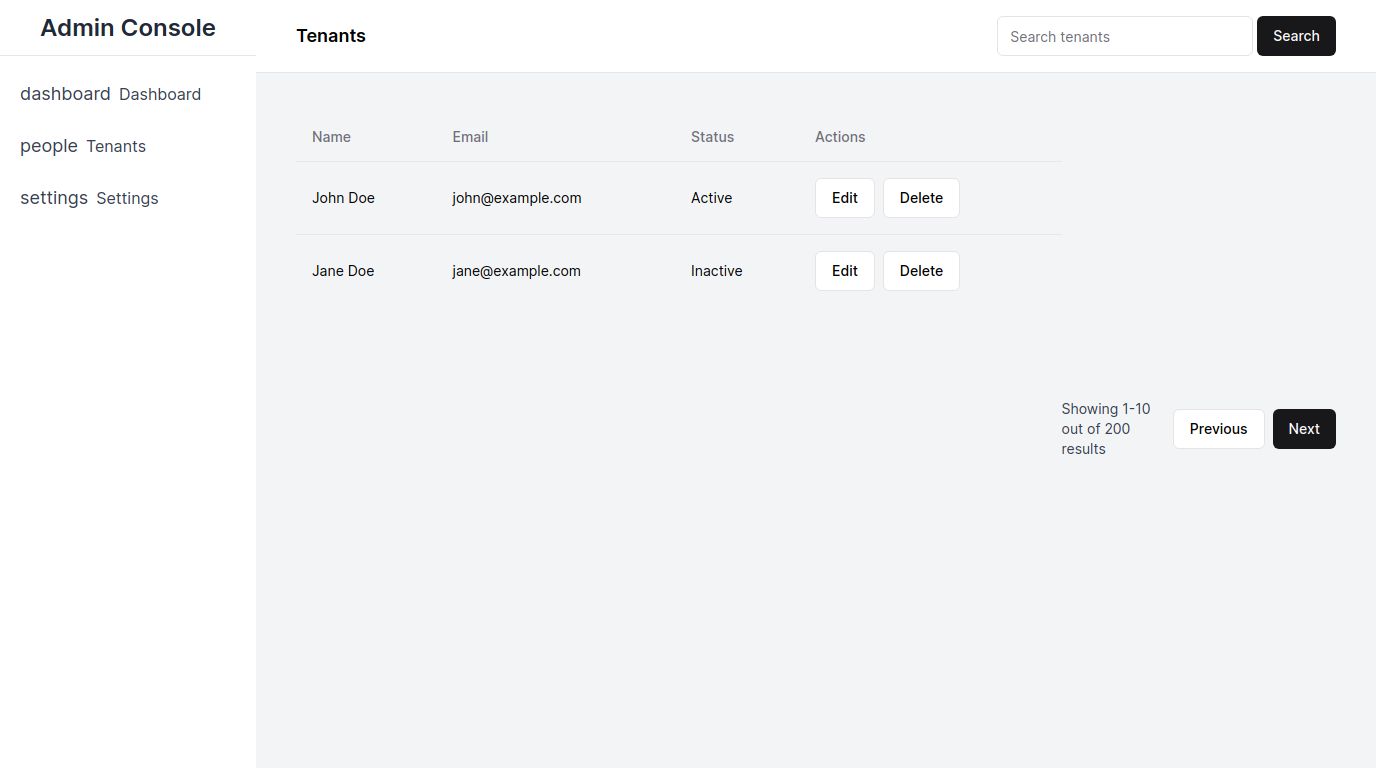 Admin Console
Tenants
Search tenants
Search
dashboard Dashboard
people Tenants
settings Settings
Name Email Status Actions
John Doe john@example.com Active Edit Delete
Jane Doe jane@example.com Inactive Edit Delete
Showing 1-10
out of 200
results
Previous
Next